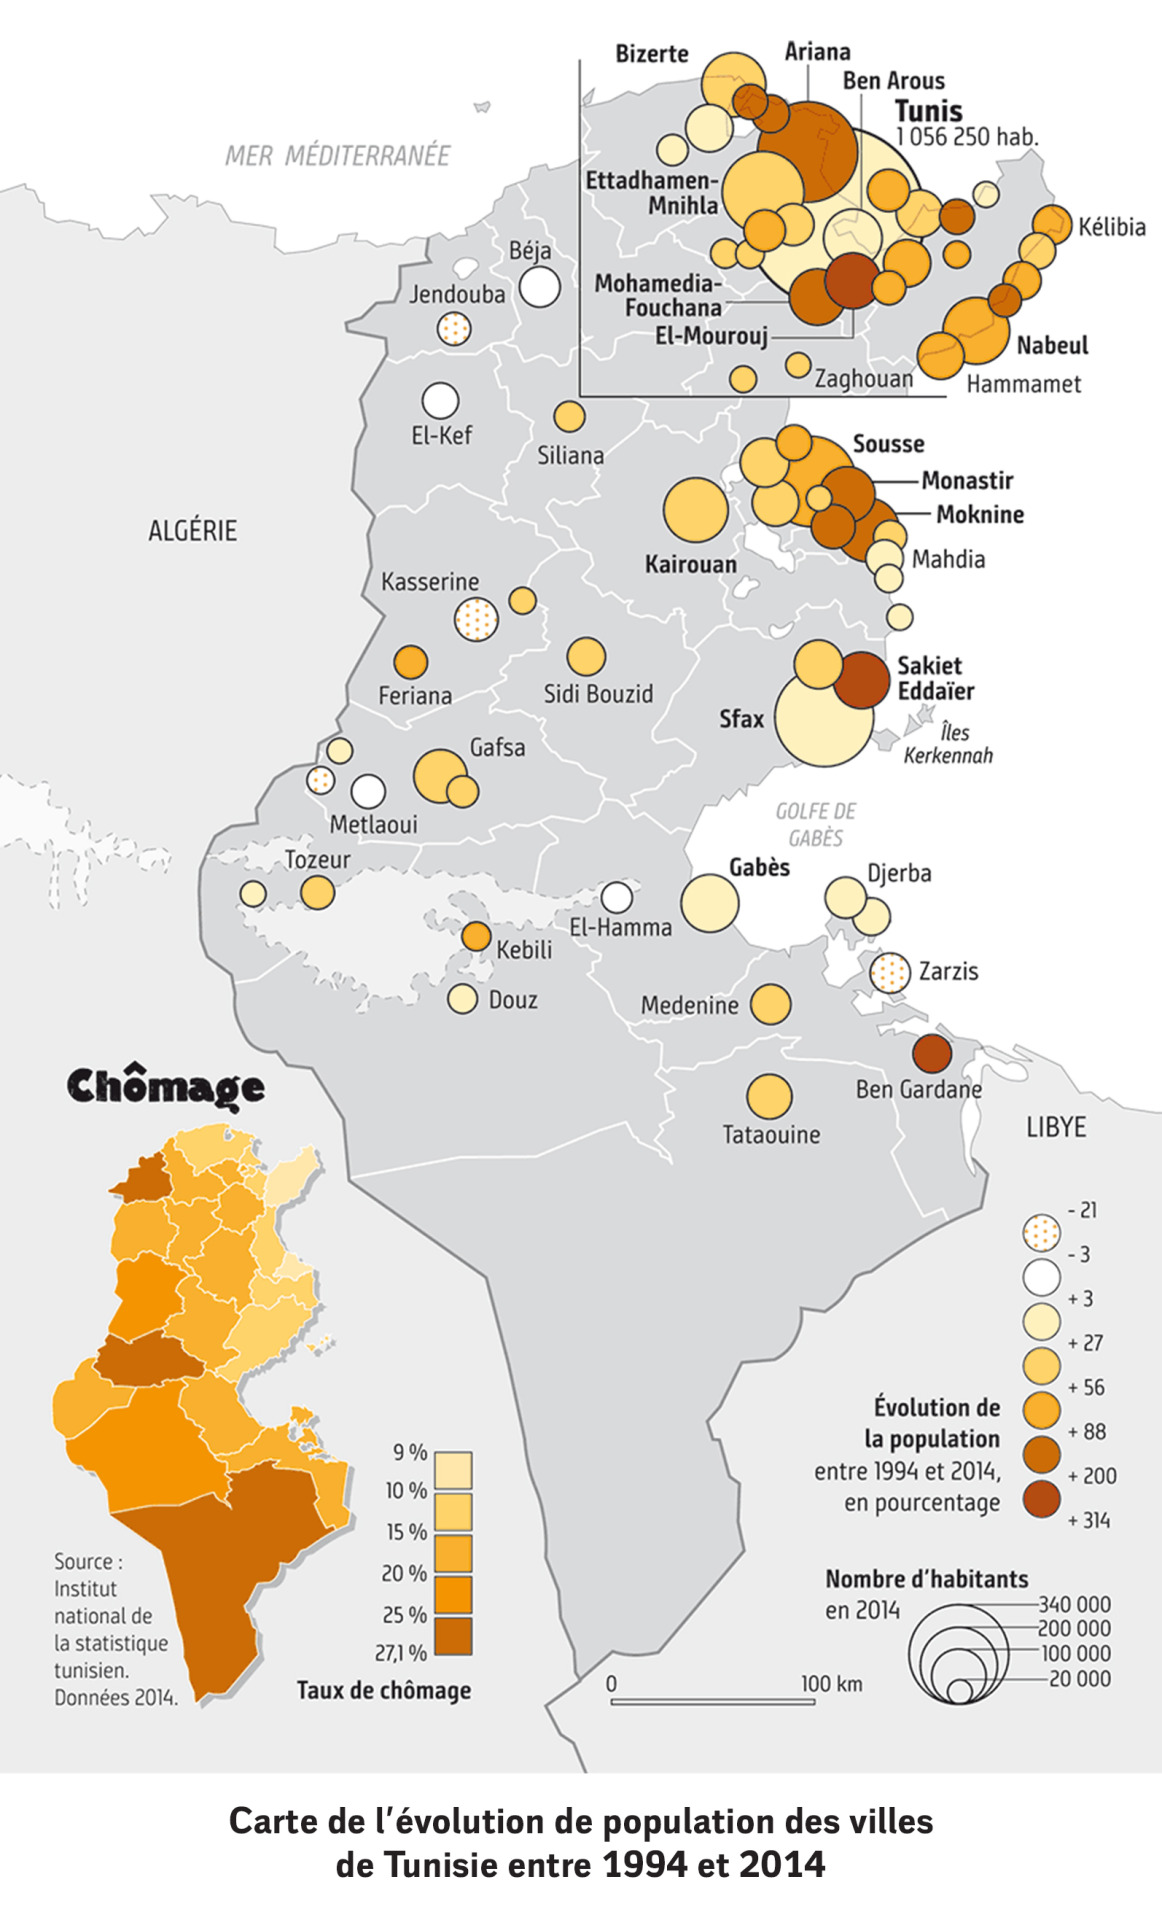 Bizerte
Ariana
Ben Arous
Tunis
1 056 250 hab.
MER MÉDITERRANÉE
Ettadhamen-
Mnihla
Kélibia
Béja
Jendouba
Mohamedia-
Fouchana
El-Mourouj
Nabeul
Zaghouan
Hammamet
El-Kef
Siliana
Sousse
Monastir
Moknine
ALGÉRIE
Kairouan
Mahdia
Kasserine
Feriana
Sidi Bouzid
Sakiet
Eddaïer
Sfax
Îles
Kerkennah
Gafsa
Metlaoui
GOLFE DE
GABÈS
Tozeur
Gabès
Djerba
El-Hamma
Kebili
Zarzis
Douz
Medenine
Ben Gardane
Tataouine
LIBYE
Chômage
9 %
10 %
15 %
20 %
25 %
27,1 %
Taux de chômage
Source :
Institut
national de
la statistique
tunisien.
Données 2014.
- 21
- 3
+ 3
+ 27
+ 56
+ 88
+ 200
+ 314
Évolution de
la population
entre 1994 et 2014,
en pourcentage
Nombre d'habitants
en 2014
340 000
200 000
100 000
20 000
0 100 km
Carte de l'évolution de population des villes
de Tunisie entre 1994 et 2014